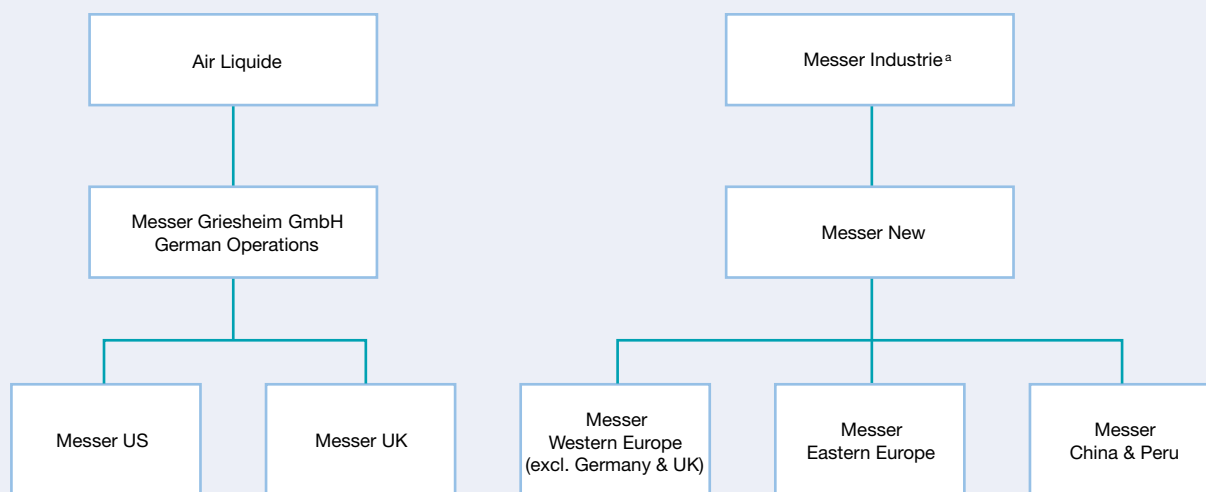 Air Liquide
Messer Industrie a
Messer Griesheim GmbH
German Operations
Messer New
Messer US
Messer UK
Messer
Western Europe
(excl. Germany & UK)
Messer
Eastern Europe
Messer
China & Peru